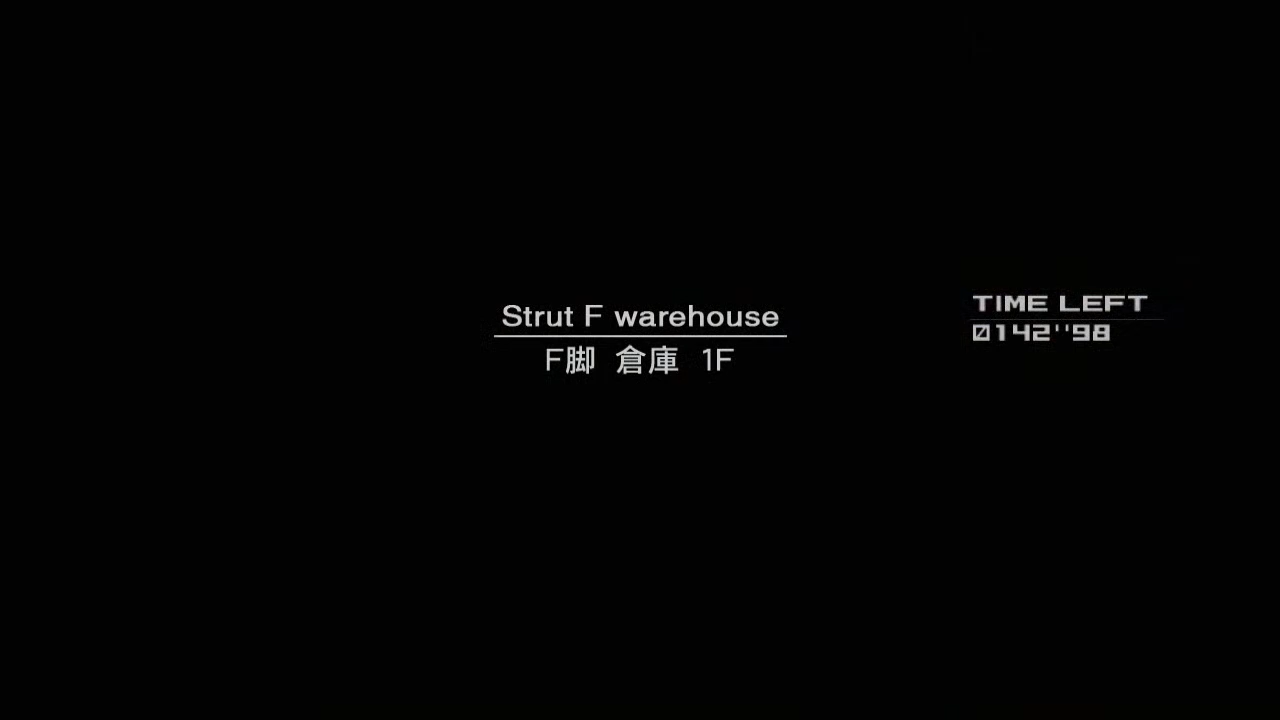 Strut F warehouse
F脚 倉庫 1F
TIME LEFT
0142"98